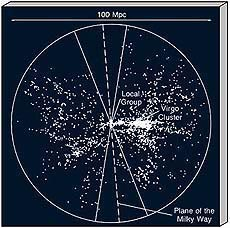 100 Mpc
Local
Group
Virgo
Cluster
Plane of the
Milky Way